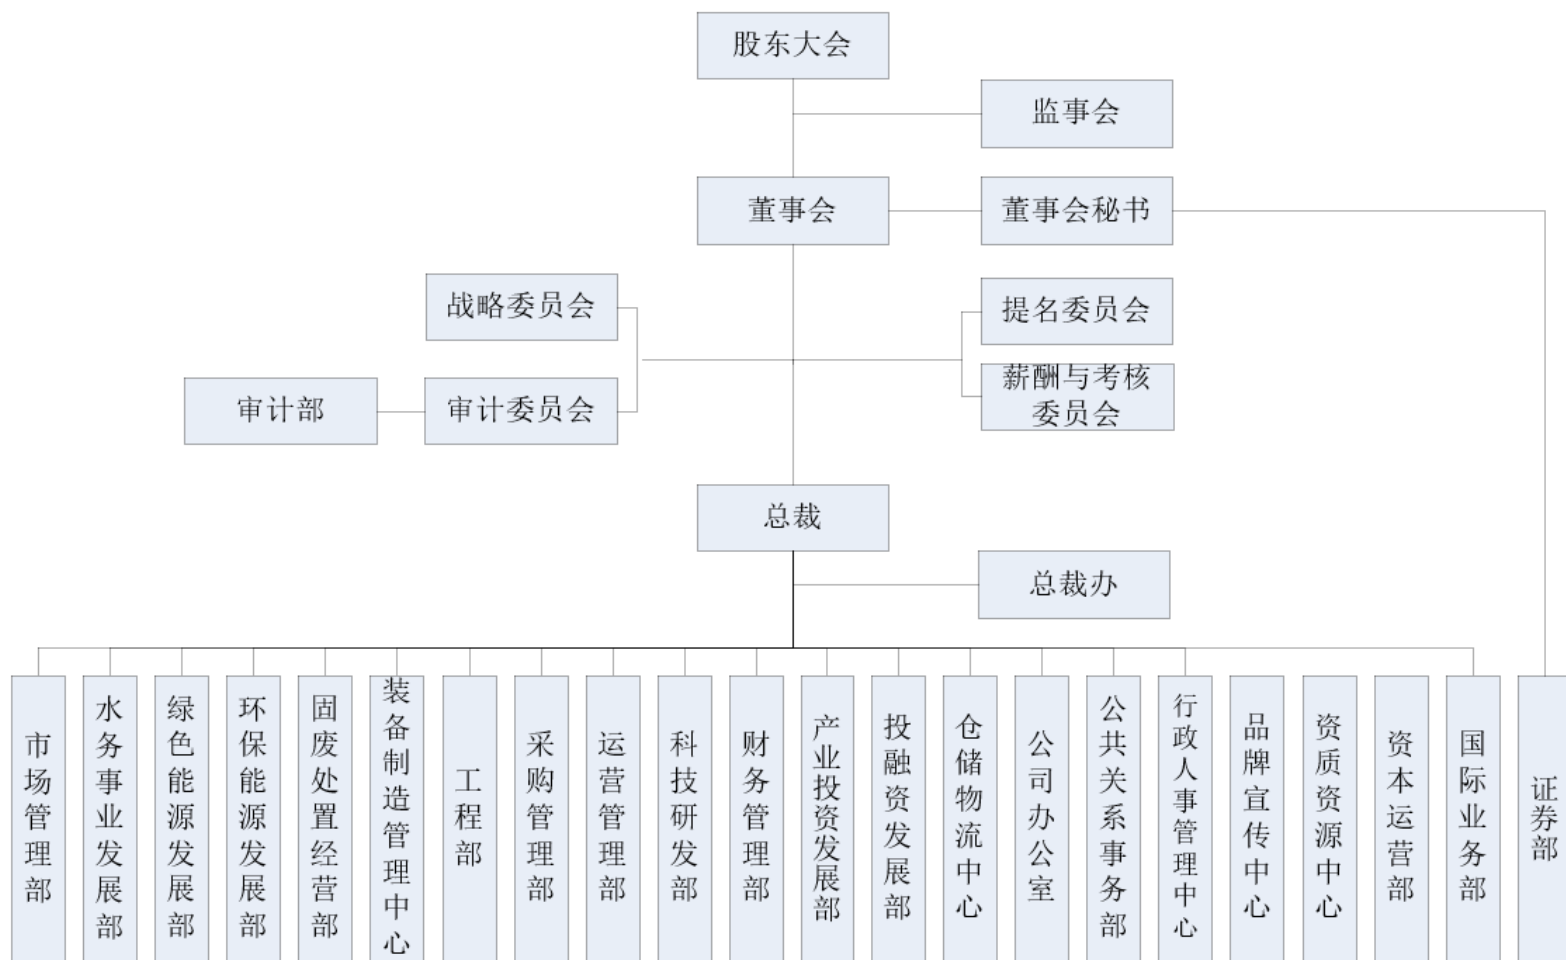 股东大会
监事会
董事会
董事会秘书
战略委员会
提名委员会
审计部
审计委员会
薪酬与考核
委员会
总裁
总裁办
市场管理部
水务事业发展部
绿色能源发展部
环保能源发展部
固废处置经营部
装备制造管理中心
工程部
采购管理部
运营管理部
科技研发部
财务管理部
产业投资发展部
投融资发展部
仓储物流中心
公司办公室
公共关系事务部
行政人事管理中心
品牌宣传中心
资质资源中心
资本运营部
国际业务部
证券部